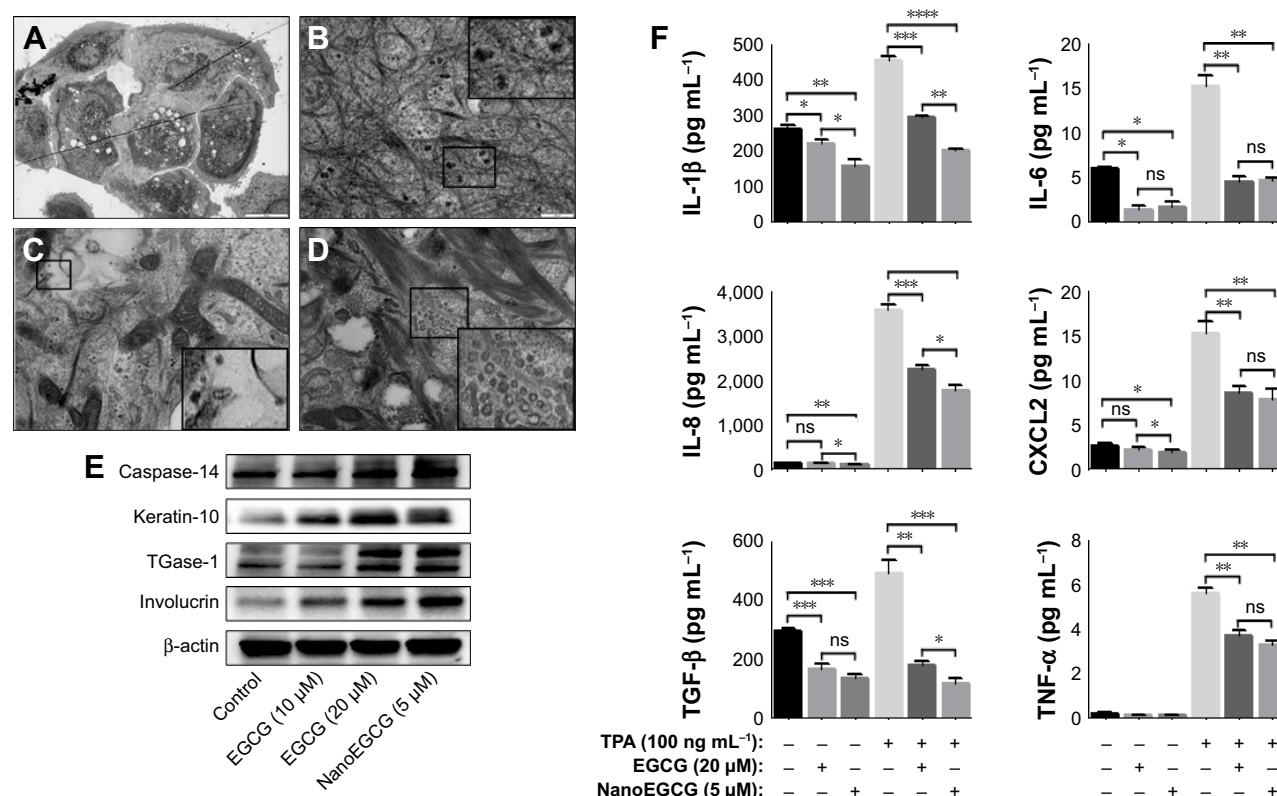 A
B
C
D
E
Caspase-14
Keratin-10
TGase-1
Involucrin
β-actin
Control
EGCG (10 µM)
EGCG (20 µM)
NanoEGCG (5 µM)
F
IL-1β (pg mL⁻¹)
500
400
300
200
100
0
**
*
*
****
***
**
IL-6 (pg mL⁻¹)
20
15
10
5
0
*
*
ns
**
**
ns
IL-8 (pg mL⁻¹)
4,000
3,000
2,000
1,000
0
**
ns
*
***
*
CXCL2 (pg mL⁻¹)
20
15
10
5
0
*
ns
*
**
**
ns
TGF-β (pg mL⁻¹)
600
400
200
0
***
***
ns
***
**
*
TNF-α (pg mL⁻¹)
8
6
4
2
0
**
**
ns
TPA (100 ng mL⁻¹): – – – + + + – – – + + +
EGCG (20 µM): – + – – + – – + – – + –
NanoEGCG (5 µM): – – + – – + – – + – – +